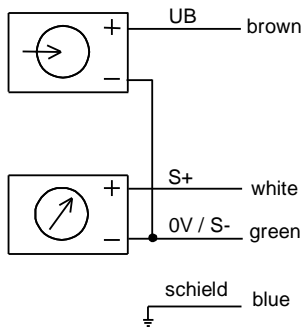 + UB brown
−
+ S+ white
− 0V / S- green
schield blue